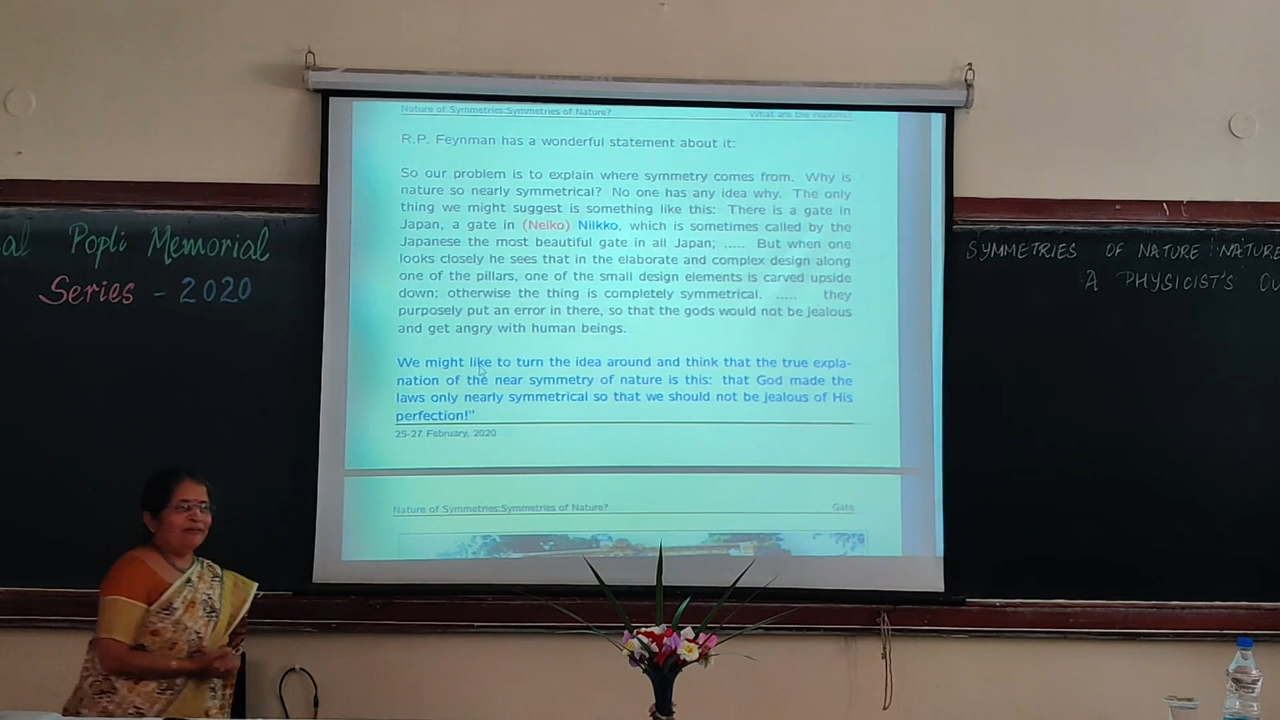 Nature of Symmetries:Symmetries of Nature? What are the Reasons?
R.P. Feynman has a wonderful statement about it:
So our problem is to explain where symmetry comes from. Why is
nature so nearly symmetrical? No one has any idea why. The only
thing we might suggest is something like this: There is a gate in
Japan, a gate in (Neiko) Niikko, which is sometimes called by the
Japanese the most beautiful gate in all Japan; ..... But when one
looks closely he sees that in the elaborate and complex design along
one of the pillars, one of the small design elements is carved upside
down; otherwise the thing is completely symmetrical. ..... they
purposely put an error in there, so that the gods would not be jealous
and get angry with human beings.
We might like to turn the idea around and think that the true expla-
nation of the near symmetry of nature is this: that God made the
laws only nearly symmetrical so that we should not be jealous of His
perfection!"
25-27 February, 2020
Nature of Symmetries:Symmetries of Nature? Gate
al Popli Memorial
Series - 2020
SYMMETRIES OF NATURE : NATURE
A PHYSICIST'S OU